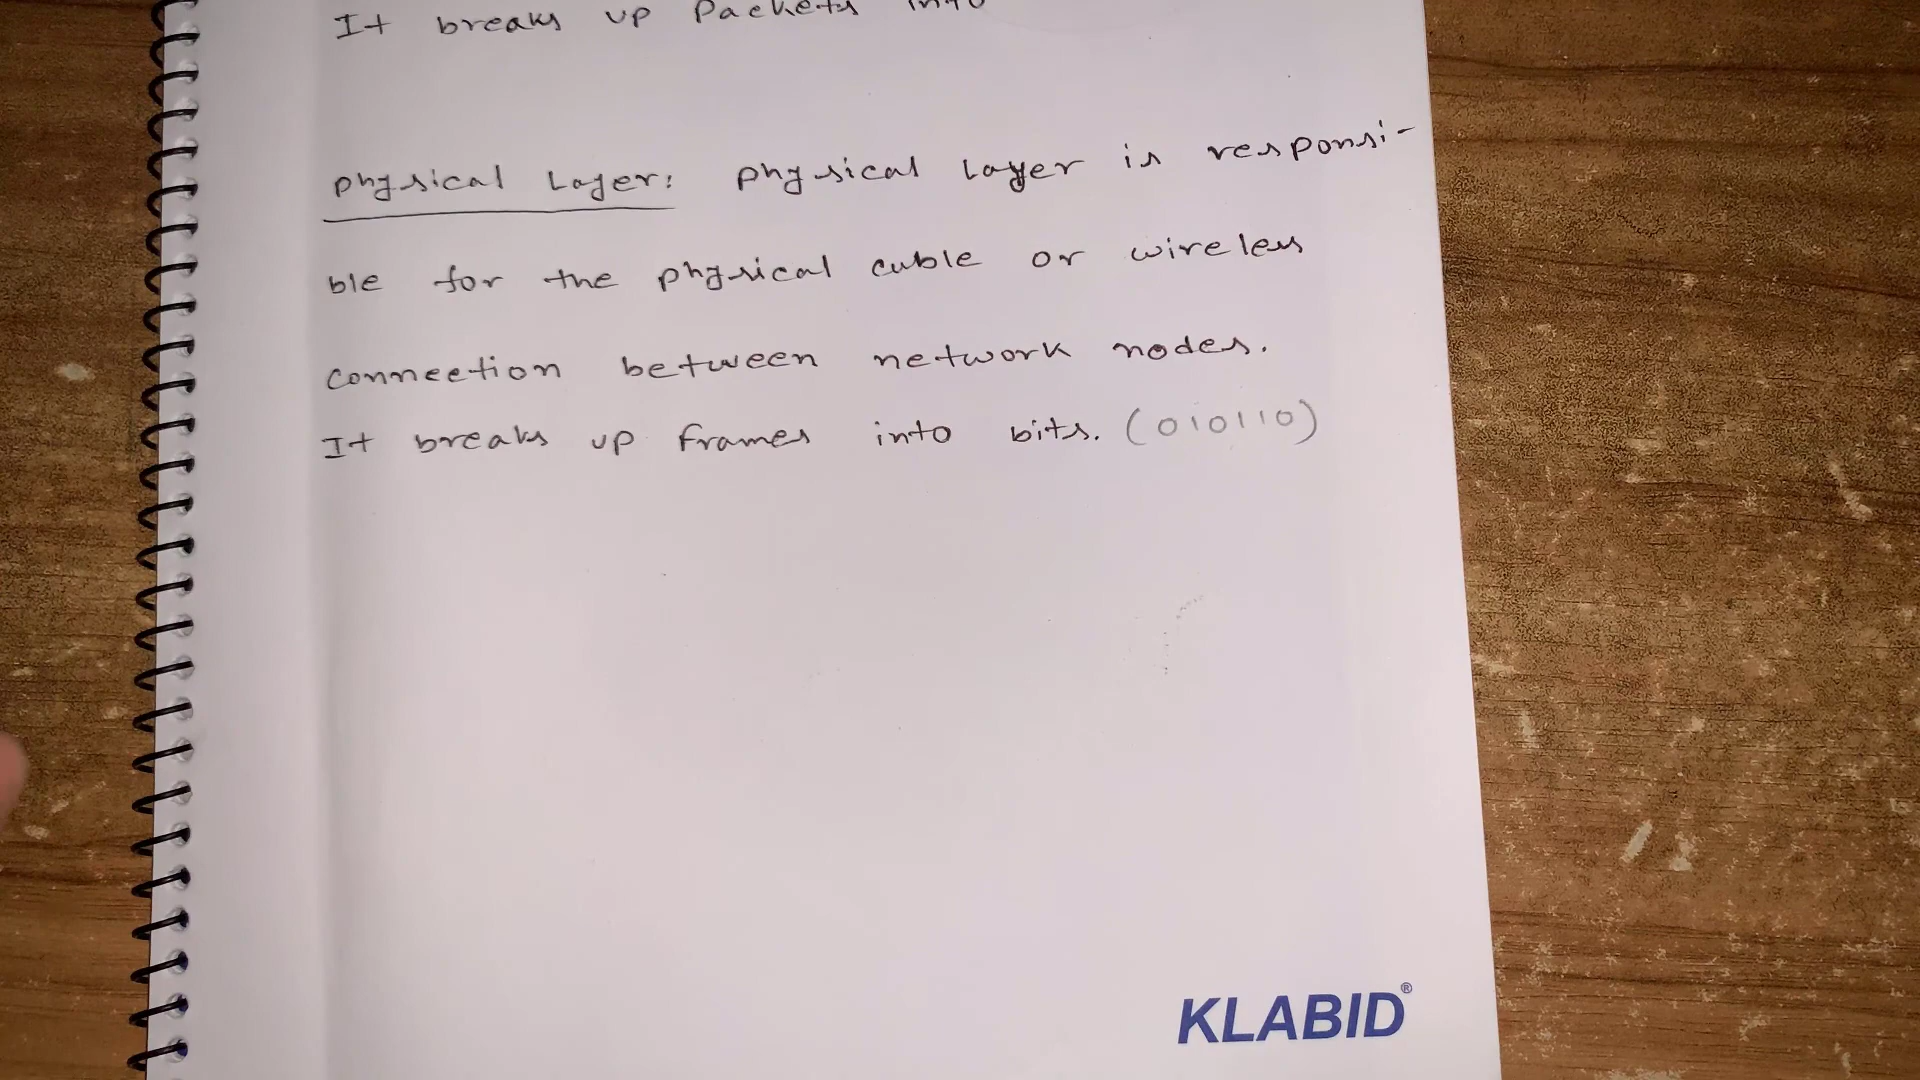 It breaks up Packets into
Physical Layer: Physical Layer is responsi-
ble for the physical cable or wireless
connection between network nodes.
It breaks up frames into bits. (010110)
KLABID®